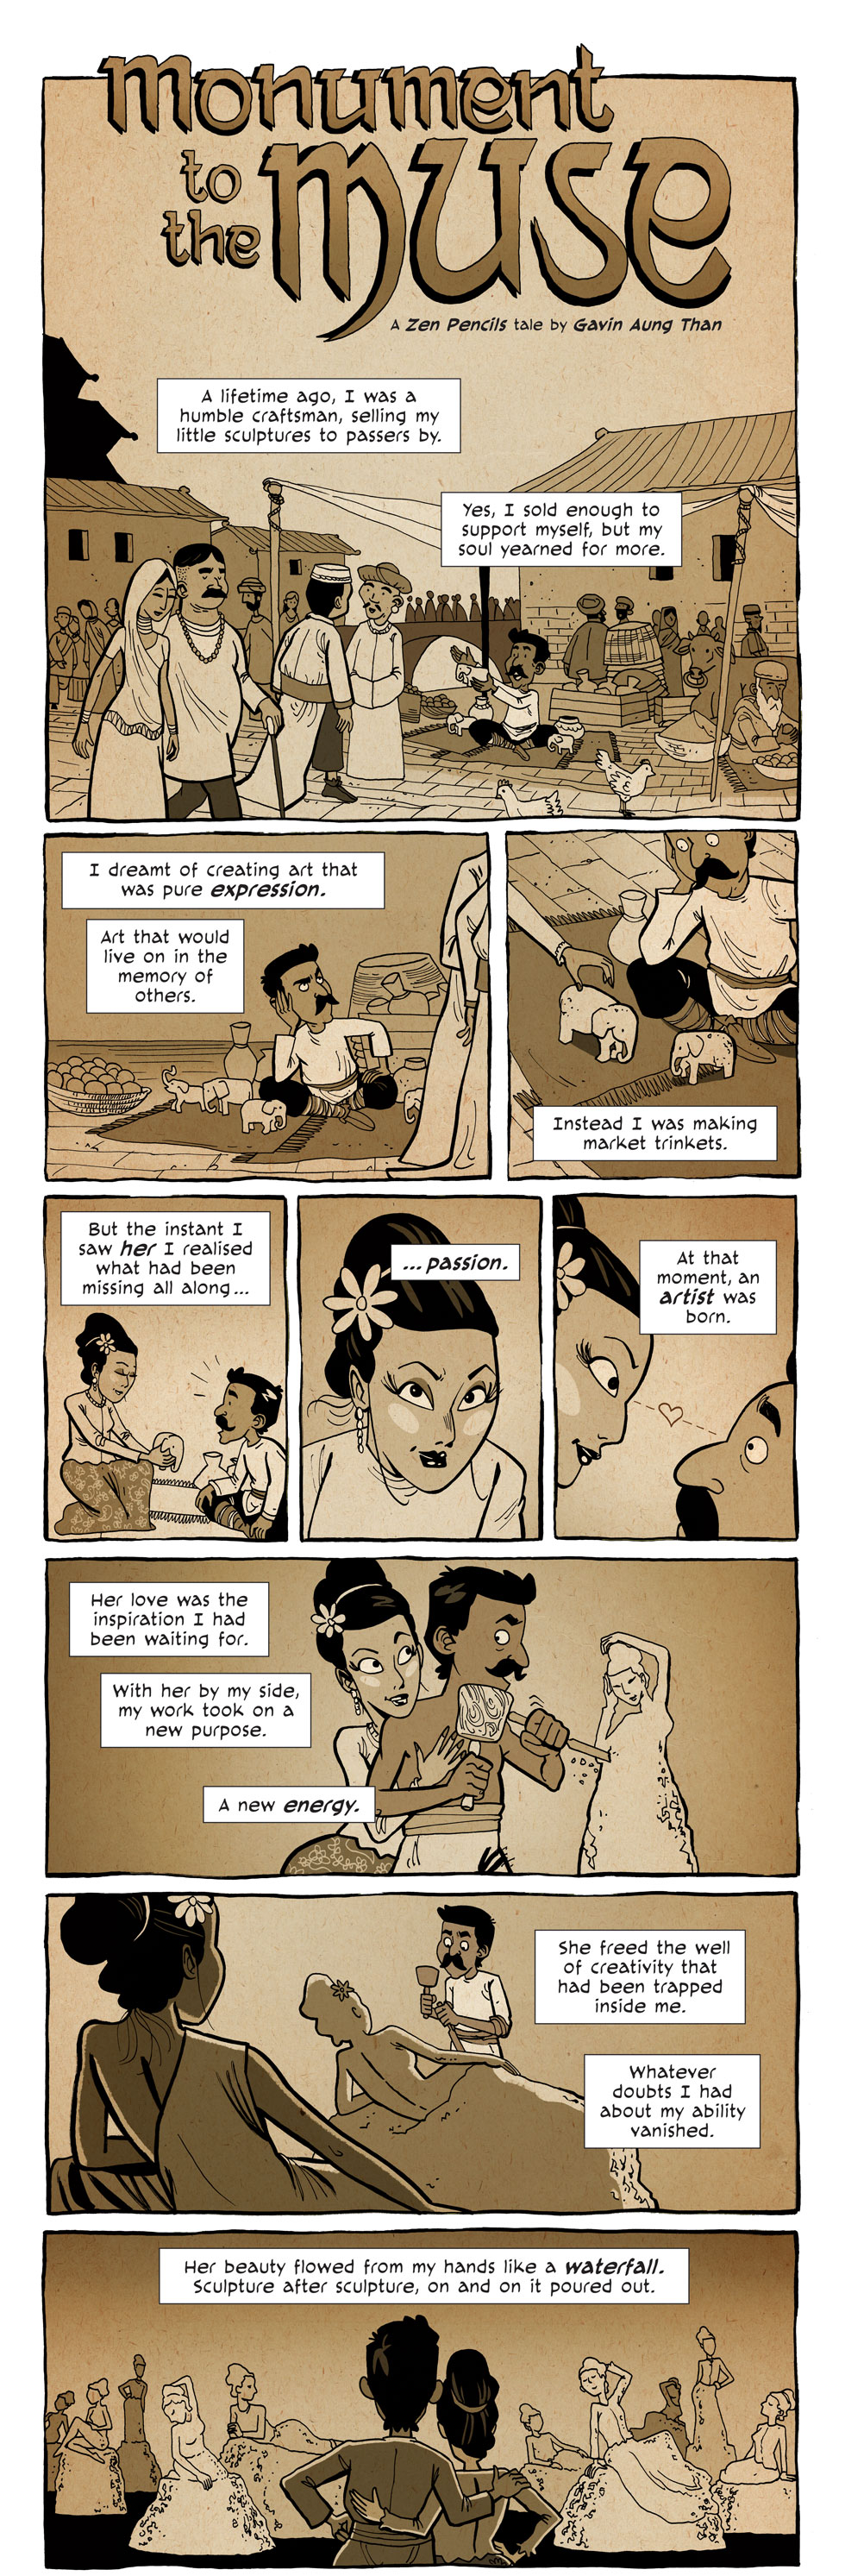 monument
to
the muse
A Zen Pencils tale by Gavin Aung Than
A lifetime ago, I was a
humble craftsman, selling my
little sculptures to passers by.
Yes, I sold enough to
support myself, but my
soul yearned for more.
I dreamt of creating art that
was pure expression.
Art that would
live on in the
memory of
others.
Instead I was making
market trinkets.
But the instant I
saw her I realised
what had been
missing all along...
...passion.
At that
moment, an
artist was
born.
Her love was the
inspiration I had
been waiting for.
With her by my side,
my work took on a
new purpose.
A new energy.
She freed the well
of creativity that
had been trapped
inside me.
Whatever
doubts I had
about my ability
vanished.
Her beauty flowed from my hands like a waterfall.
Sculpture after sculpture, on and on it poured out.